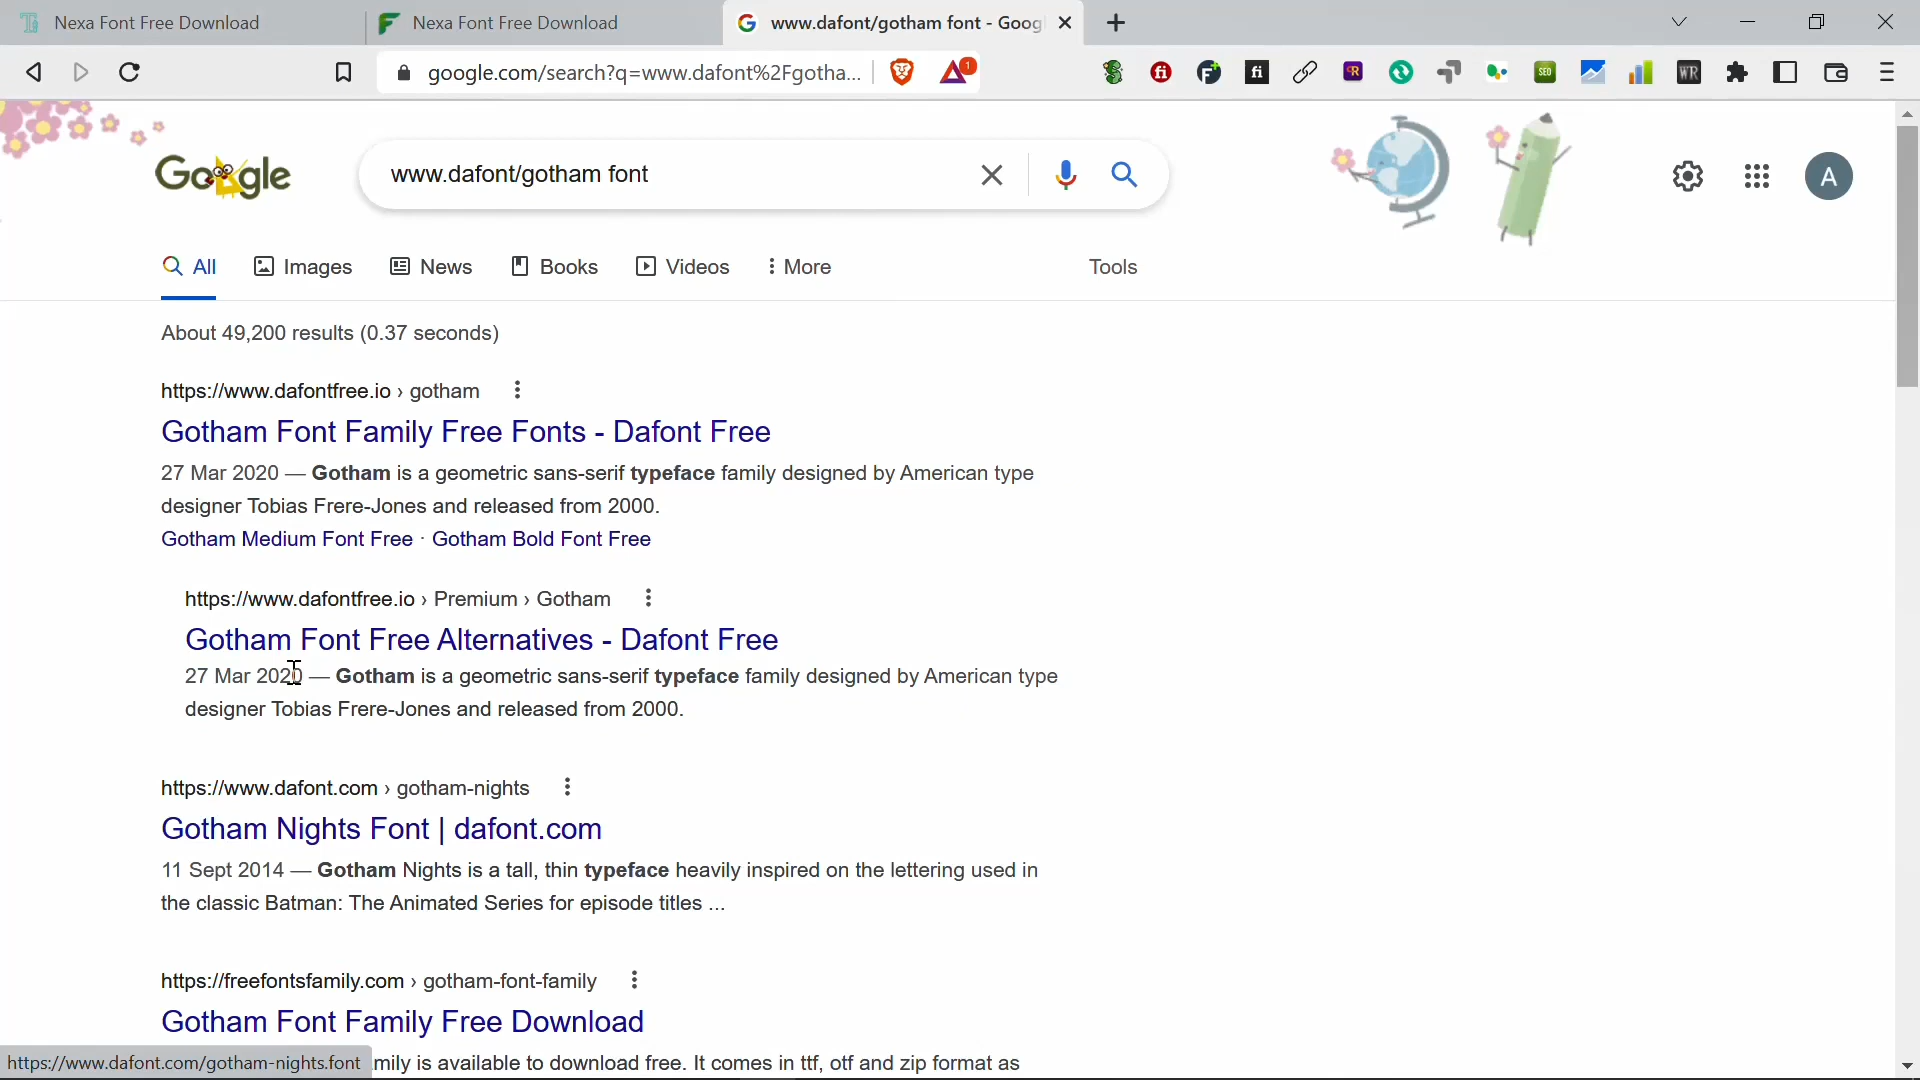 Nexa Font Free Download
Nexa Font Free Download
www.dafont/gotham font - Goog
google.com/search?q=www.dafont%2Fgotha...
1
fi
fi
R
SEO
WR
Google
www.dafont/gotham font
A
All
Images
News
Books
Videos
More
Tools
About 49,200 results (0.37 seconds)
https://www.dafontfree.io › gotham
Gotham Font Family Free Fonts - Dafont Free
27 Mar 2020 — Gotham is a geometric sans-serif typeface family designed by American type
designer Tobias Frere-Jones and released from 2000.
Gotham Medium Font Free · Gotham Bold Font Free
https://www.dafontfree.io › Premium › Gotham
Gotham Font Free Alternatives - Dafont Free
27 Mar 2020 — Gotham is a geometric sans-serif typeface family designed by American type
designer Tobias Frere-Jones and released from 2000.
https://www.dafont.com › gotham-nights
Gotham Nights Font | dafont.com
11 Sept 2014 — Gotham Nights is a tall, thin typeface heavily inspired on the lettering used in
the classic Batman: The Animated Series for episode titles ...
https://freefontsfamily.com › gotham-font-family
Gotham Font Family Free Download
https://www.dafont.com/gotham-nights.font mily is available to download free. It comes in ttf, otf and zip format as